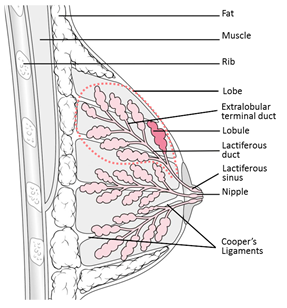 Fat
Muscle
Rib
Lobe
Extralobular
terminal duct
Lobule
Lactiferous
duct
Lactiferous
sinus
Nipple
Cooper's
Ligaments